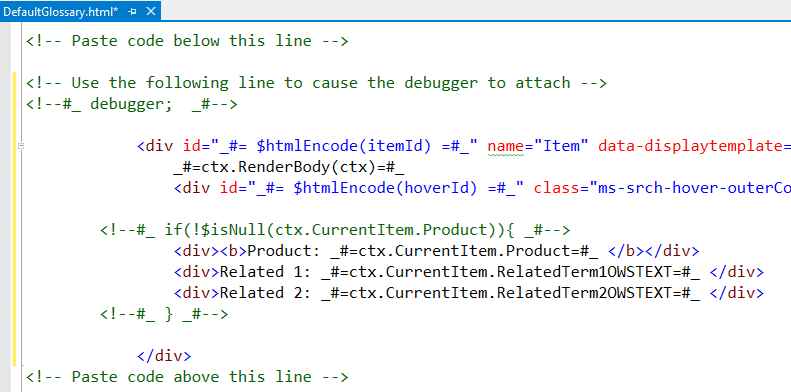 DefaultGlossary.html*
<!-- Paste code below this line -->
<!-- Use the following line to cause the debugger to attach -->
<!--#_ debugger;  _#-->
<div id="_#= $htmlEncode(itemId) =#_" name="Item" data-displaytemplate=
_#=ctx.RenderBody(ctx)=#_
<div id="_#= $htmlEncode(hoverId) =#_" class="ms-srch-hover-outerCo
<!--#_ if(!$isNull(ctx.CurrentItem.Product)){ _#-->
<div><b>Product: _#=ctx.CurrentItem.Product=#_ </b></div>
<div>Related 1: _#=ctx.CurrentItem.RelatedTerm1OWSTEXT=#_ </div>
<div>Related 2: _#=ctx.CurrentItem.RelatedTerm2OWSTEXT=#_ </div>
<!--#_ } _#-->
</div>
<!-- Paste code above this line -->